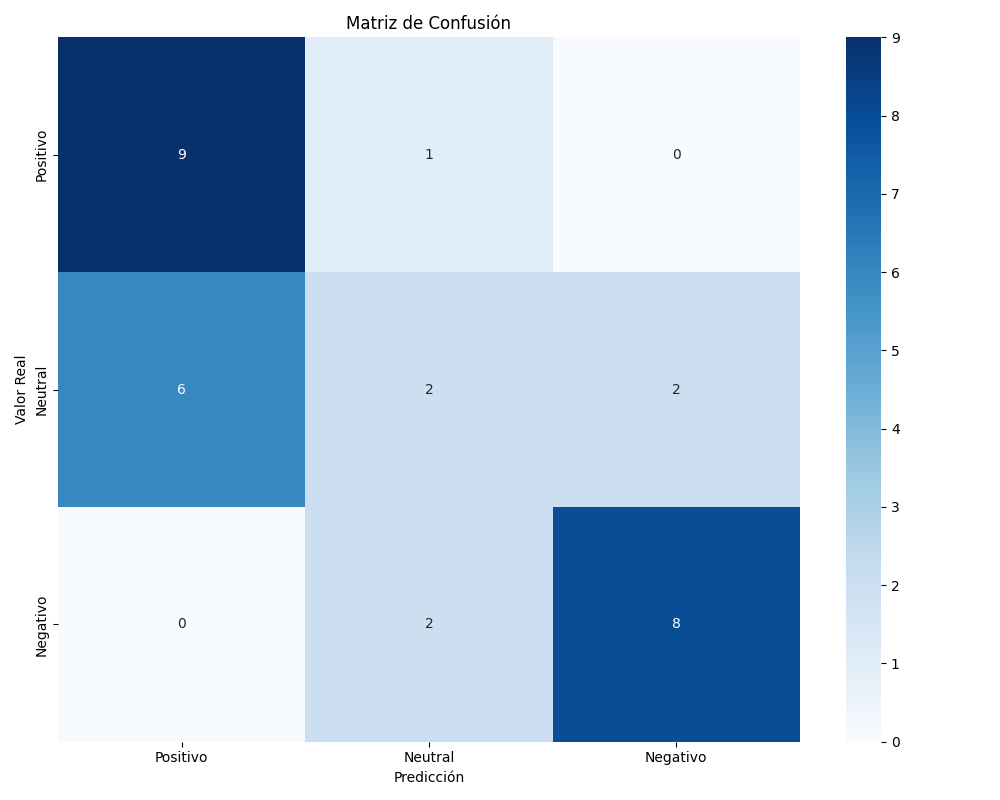 Matriz de Confusión
Valor Real
Positivo
9 1 0
Neutral
6 2 2
Negativo
0 2 8
Positivo Neutral Negativo
Predicción
9
8
7
6
5
4
3
2
1
0